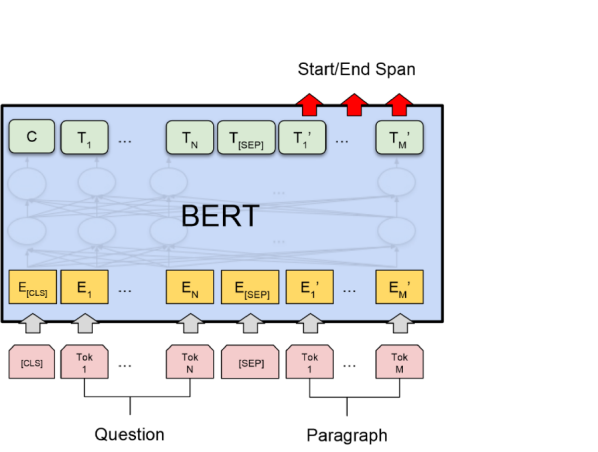 Start/End Span
C T1 ... TN T[SEP] T1' ... TM'
...
BERT
...
E[CLS] E1 ... EN E[SEP] E1' ... EM'
[CLS] Tok 1 ... Tok N [SEP] Tok 1 ... Tok M
Question Paragraph